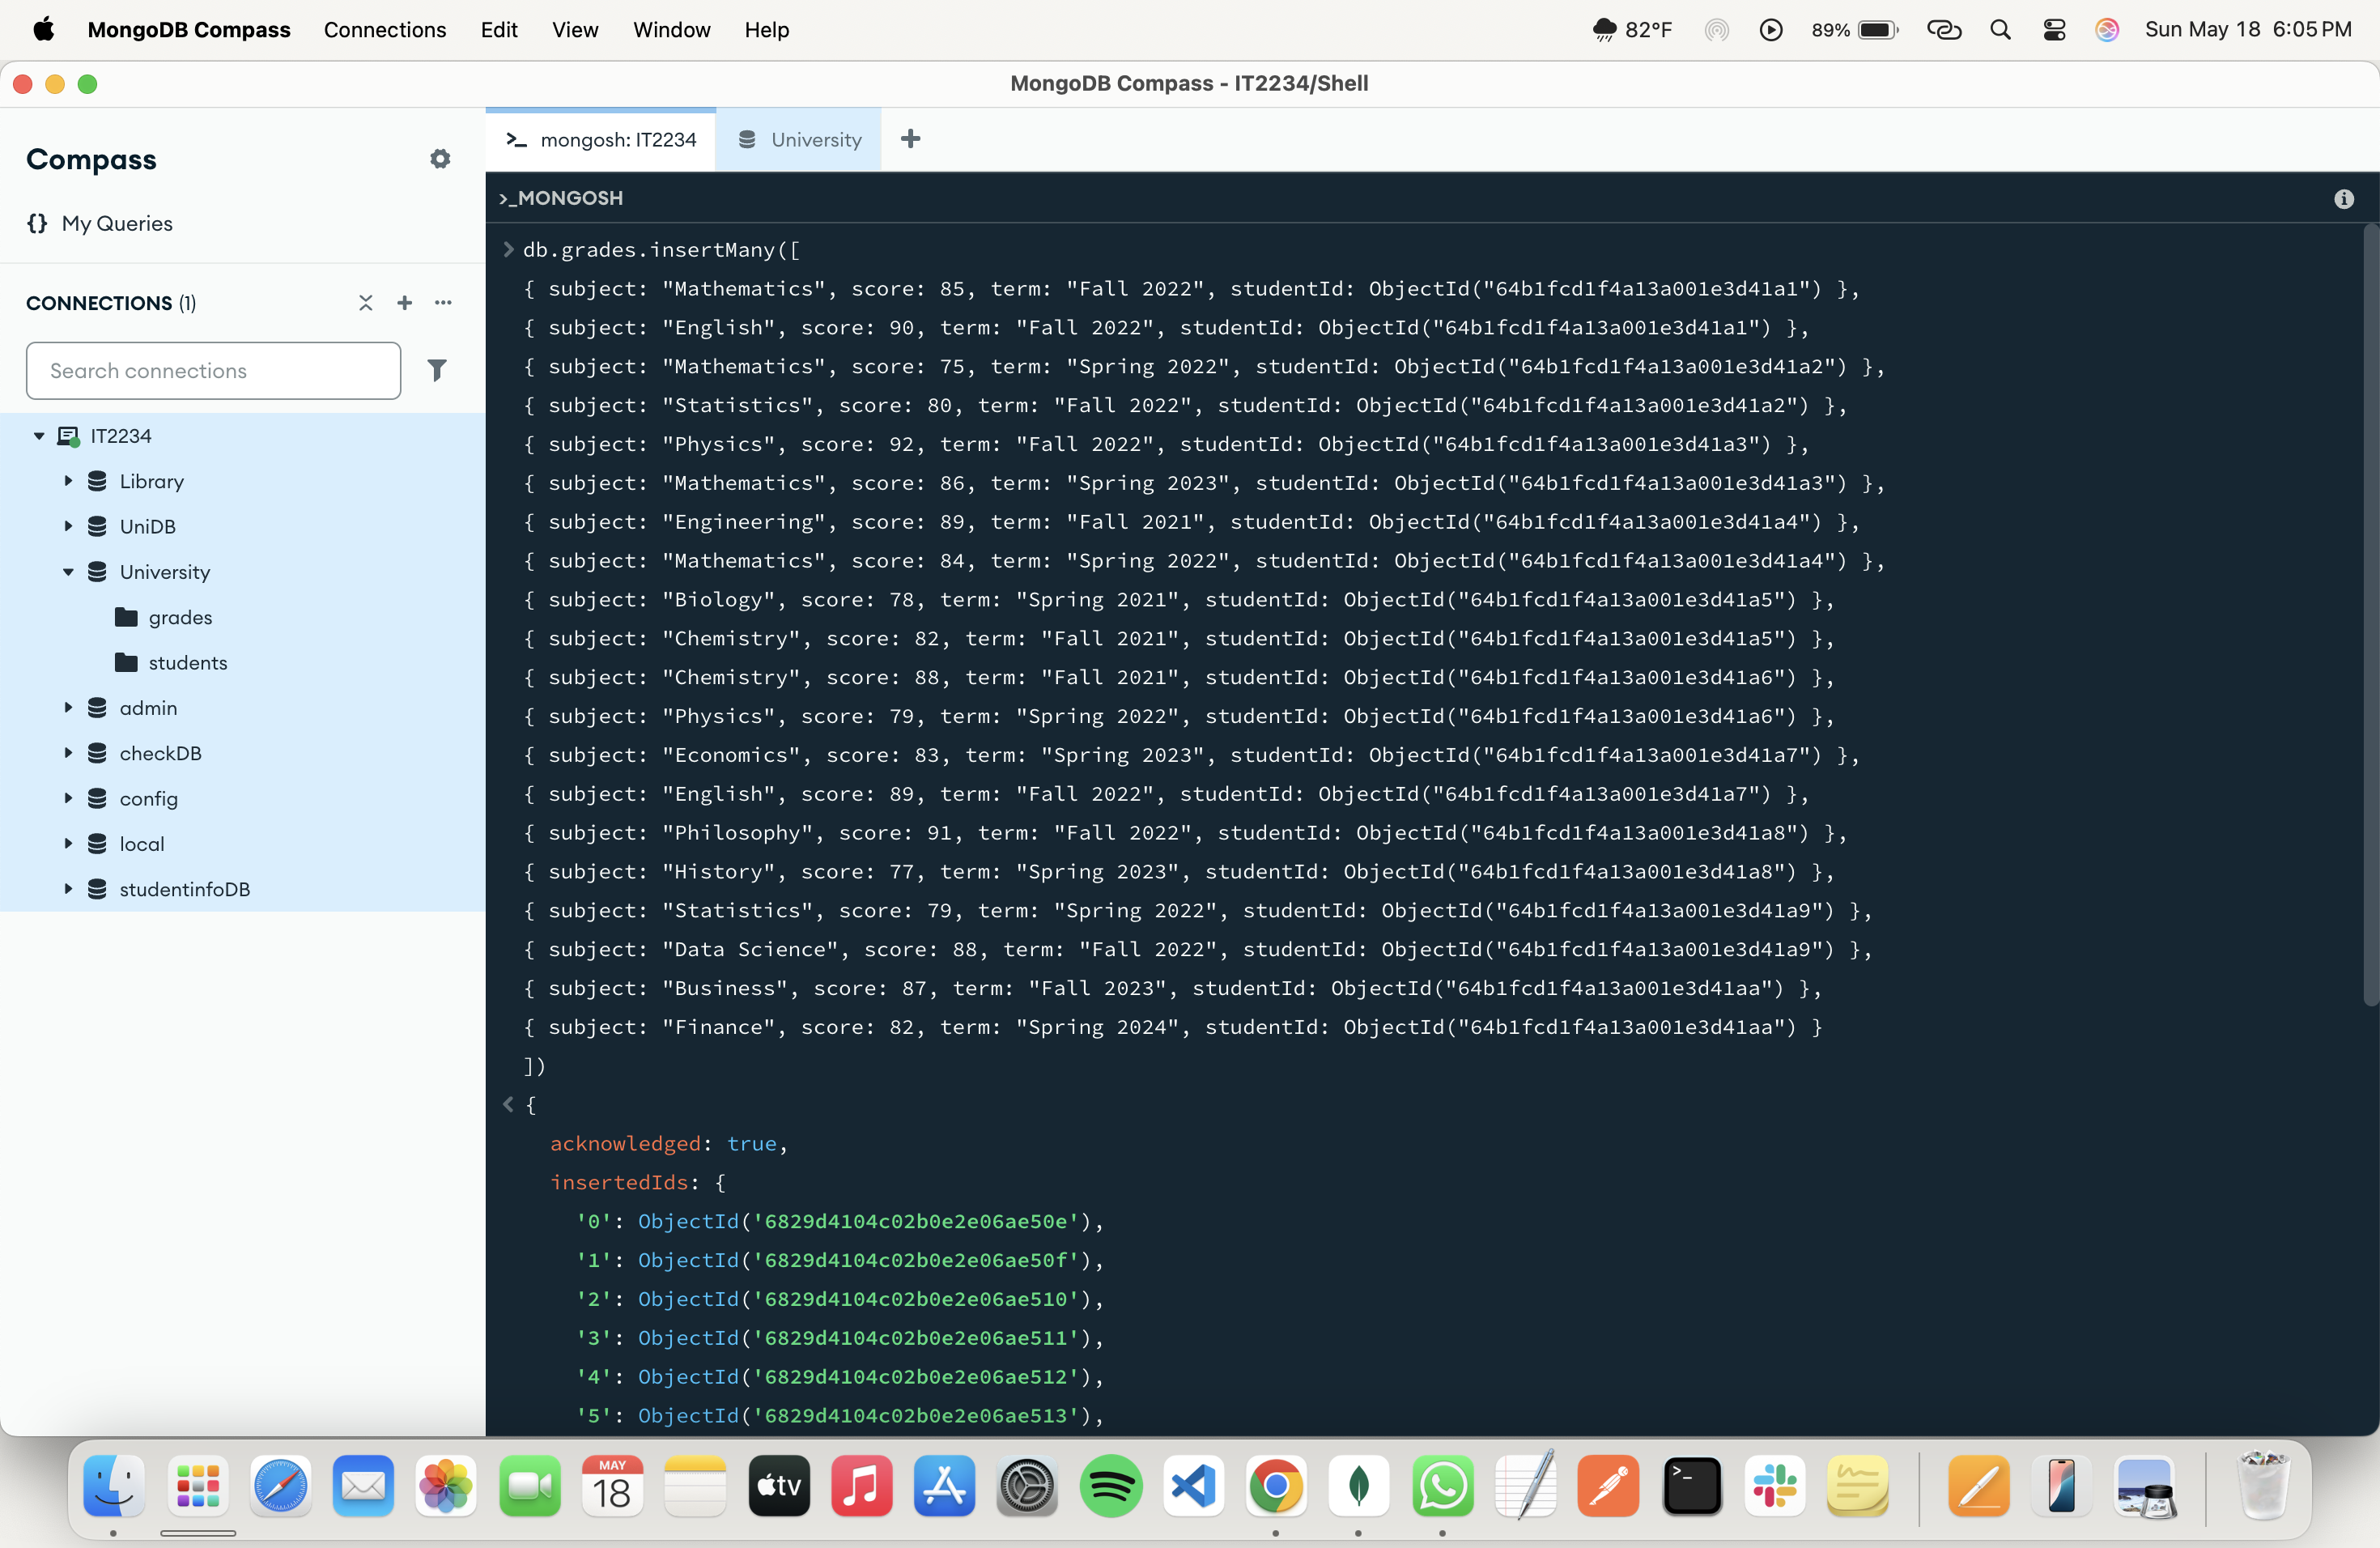 MongoDB Compass Connections Edit View Window Help 82°F 89% Sun May 18 6:05 PM
MongoDB Compass - IT2234/Shell
Compass
{} My Queries
CONNECTIONS (1)
Search connections
IT2234
Library
UniDB
University
grades
students
admin
checkDB
config
local
studentinfoDB
>_ mongosh: IT2234 University +
>_MONGOSH
> db.grades.insertMany([
{ subject: "Mathematics", score: 85, term: "Fall 2022", studentId: ObjectId("64b1fcd1f4a13a001e3d41a1") },
{ subject: "English", score: 90, term: "Fall 2022", studentId: ObjectId("64b1fcd1f4a13a001e3d41a1") },
{ subject: "Mathematics", score: 75, term: "Spring 2022", studentId: ObjectId("64b1fcd1f4a13a001e3d41a2") },
{ subject: "Statistics", score: 80, term: "Fall 2022", studentId: ObjectId("64b1fcd1f4a13a001e3d41a2") },
{ subject: "Physics", score: 92, term: "Fall 2022", studentId: ObjectId("64b1fcd1f4a13a001e3d41a3") },
{ subject: "Mathematics", score: 86, term: "Spring 2023", studentId: ObjectId("64b1fcd1f4a13a001e3d41a3") },
{ subject: "Engineering", score: 89, term: "Fall 2021", studentId: ObjectId("64b1fcd1f4a13a001e3d41a4") },
{ subject: "Mathematics", score: 84, term: "Spring 2022", studentId: ObjectId("64b1fcd1f4a13a001e3d41a4") },
{ subject: "Biology", score: 78, term: "Spring 2021", studentId: ObjectId("64b1fcd1f4a13a001e3d41a5") },
{ subject: "Chemistry", score: 82, term: "Fall 2021", studentId: ObjectId("64b1fcd1f4a13a001e3d41a5") },
{ subject: "Chemistry", score: 88, term: "Fall 2021", studentId: ObjectId("64b1fcd1f4a13a001e3d41a6") },
{ subject: "Physics", score: 79, term: "Spring 2022", studentId: ObjectId("64b1fcd1f4a13a001e3d41a6") },
{ subject: "Economics", score: 83, term: "Spring 2023", studentId: ObjectId("64b1fcd1f4a13a001e3d41a7") },
{ subject: "English", score: 89, term: "Fall 2022", studentId: ObjectId("64b1fcd1f4a13a001e3d41a7") },
{ subject: "Philosophy", score: 91, term: "Fall 2022", studentId: ObjectId("64b1fcd1f4a13a001e3d41a8") },
{ subject: "History", score: 77, term: "Spring 2023", studentId: ObjectId("64b1fcd1f4a13a001e3d41a8") },
{ subject: "Statistics", score: 79, term: "Spring 2022", studentId: ObjectId("64b1fcd1f4a13a001e3d41a9") },
{ subject: "Data Science", score: 88, term: "Fall 2022", studentId: ObjectId("64b1fcd1f4a13a001e3d41a9") },
{ subject: "Business", score: 87, term: "Fall 2023", studentId: ObjectId("64b1fcd1f4a13a001e3d41aa") },
{ subject: "Finance", score: 82, term: "Spring 2024", studentId: ObjectId("64b1fcd1f4a13a001e3d41aa") }
])
< {
acknowledged: true,
insertedIds: {
'0': ObjectId('6829d4104c02b0e2e06ae50e'),
'1': ObjectId('6829d4104c02b0e2e06ae50f'),
'2': ObjectId('6829d4104c02b0e2e06ae510'),
'3': ObjectId('6829d4104c02b0e2e06ae511'),
'4': ObjectId('6829d4104c02b0e2e06ae512'),
'5': ObjectId('6829d4104c02b0e2e06ae513'),
MAY
18
tv
>_